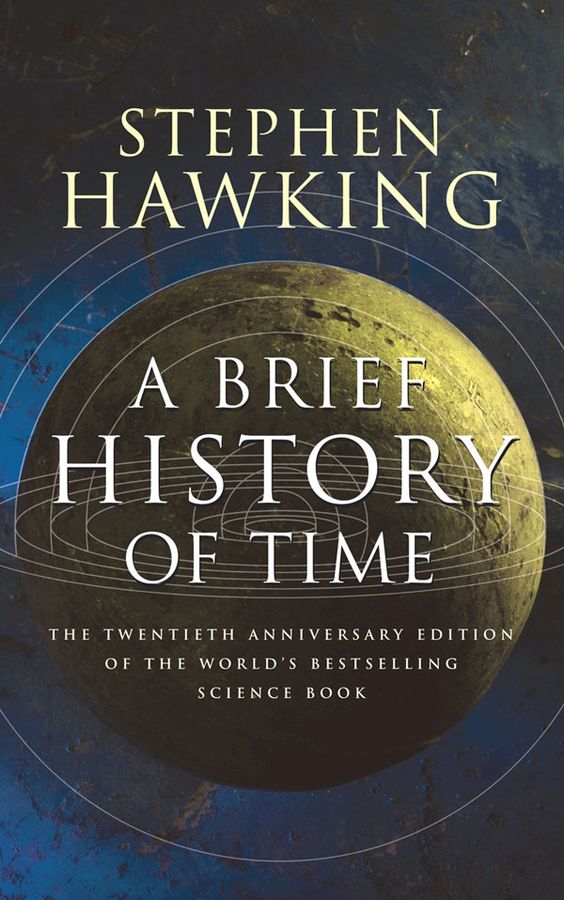 STEPHEN
HAWKING
A BRIEF
HISTORY
OF TIME
THE TWENTIETH ANNIVERSARY EDITION
OF THE WORLD'S BESTSELLING
SCIENCE BOOK